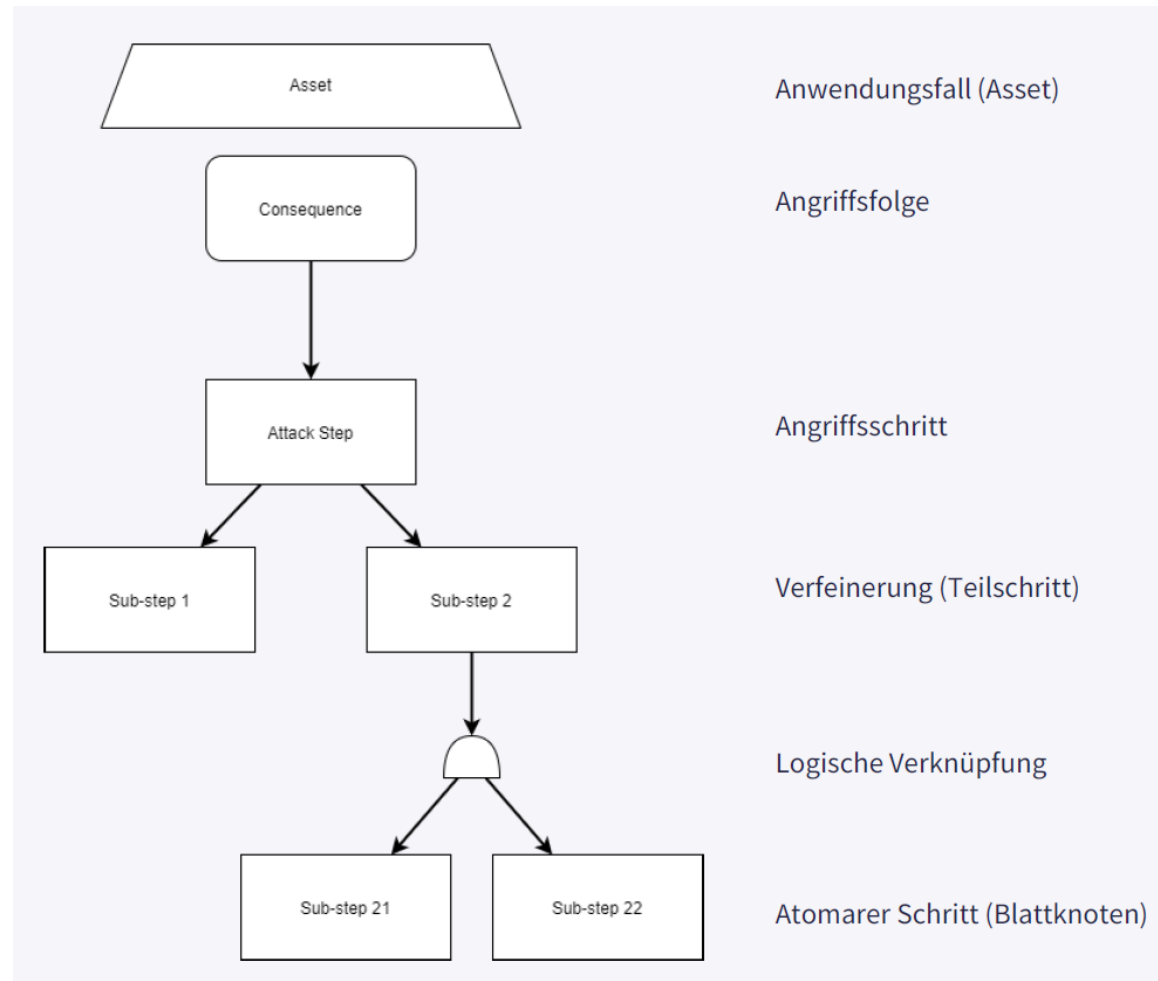 Asset
Anwendungsfall (Asset)
Consequence
Angriffsfolge
Attack Step
Angriffsschritt
Sub-step 1
Sub-step 2
Verfeinerung (Teilschritt)
Logische Verknüpfung
Sub-step 21
Sub-step 22
Atomarer Schritt (Blattknoten)